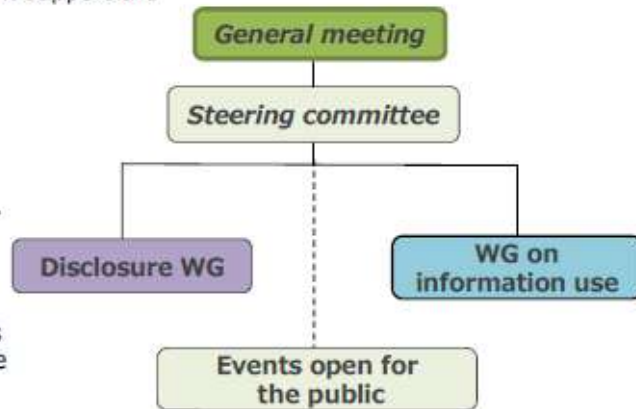 General meeting
Steering committee
Disclosure WG
WG on
information use
Events open for
the public